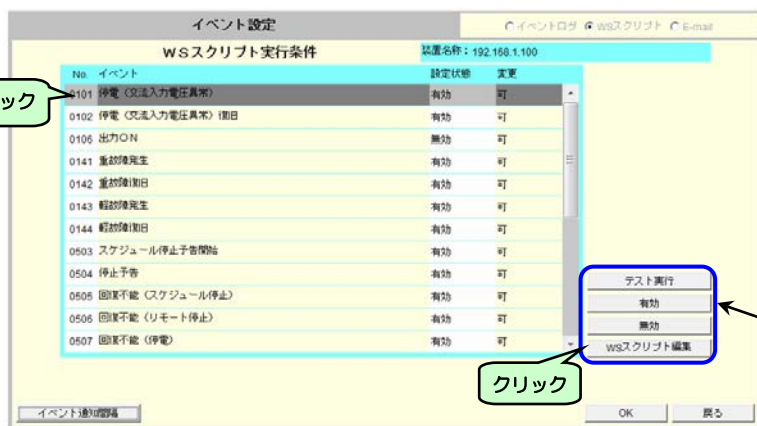 イベント設定
イベントログ WSスクリプト E-mail
WSスクリプト実行条件
装置名称: 192.168.1.100
No. イベント 設定状態 変更
ック
0101 停電(交流入力電圧異常) 有効 可
0102 停電(交流入力電圧異常)復旧 有効 可
0106 出力ON 無効 可
0141 重故障発生 有効 可
0142 重故障復旧 有効 可
0143 軽故障発生 有効 可
0144 軽故障復旧 有効 可
0503 スケジュール停止予告開始 有効 可
0504 停止予告 有効 可
0505 回復不能(スケジュール停止) 有効 可
0506 回復不能(リモート停止) 有効 可
0507 回復不能(停電) 有効 可
テスト実行
有効
無効
WSスクリプト編集
クリック
イベント通知間隔
OK
戻る